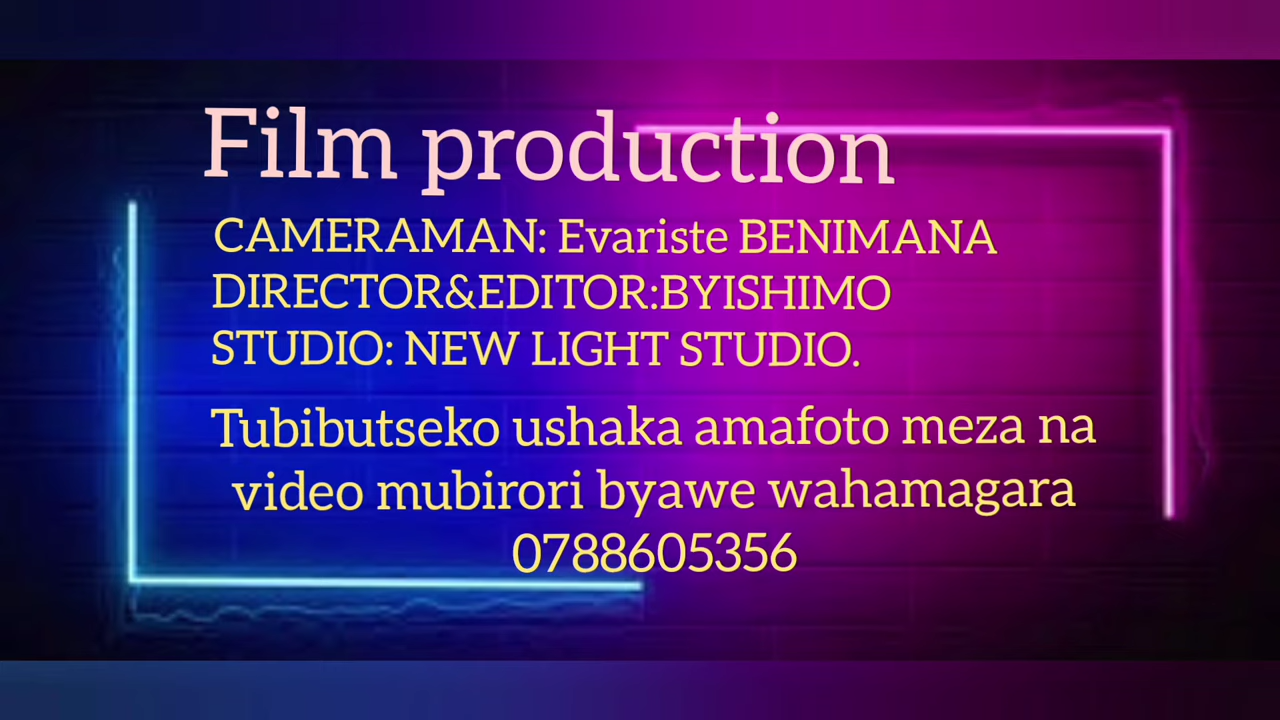 Film production
CAMERAMAN: Evariste BENIMANA
DIRECTOR&EDITOR:BYISHIMO
STUDIO: NEW LIGHT STUDIO.
Tubibutseko ushaka amafoto meza na
video mubirori byawe wahamagara
0788605356